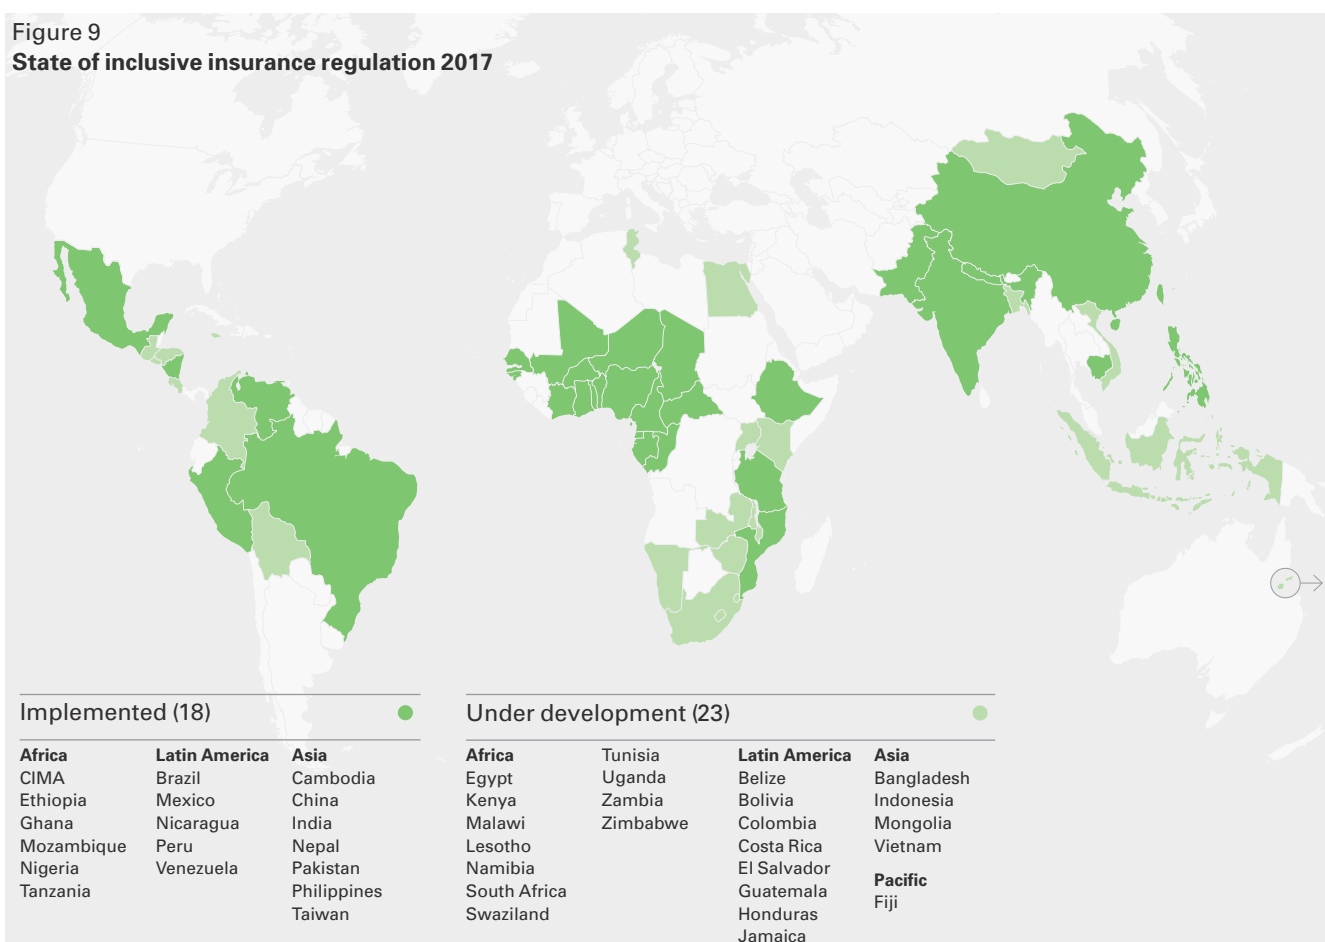 Figure 9
State of inclusive insurance regulation 2017
Implemented (18)
Africa
CIMA
Ethiopia
Ghana
Mozambique
Nigeria
Tanzania
Latin America
Brazil
Mexico
Nicaragua
Peru
Venezuela
Asia
Cambodia
China
India
Nepal
Pakistan
Philippines
Taiwan
Under development (23)
Africa
Egypt
Kenya
Malawi
Lesotho
Namibia
South Africa
Swaziland
Tunisia
Uganda
Zambia
Zimbabwe
Latin America
Belize
Bolivia
Colombia
Costa Rica
El Salvador
Guatemala
Honduras
Jamaica
Asia
Bangladesh
Indonesia
Mongolia
Vietnam
Pacific
Fiji